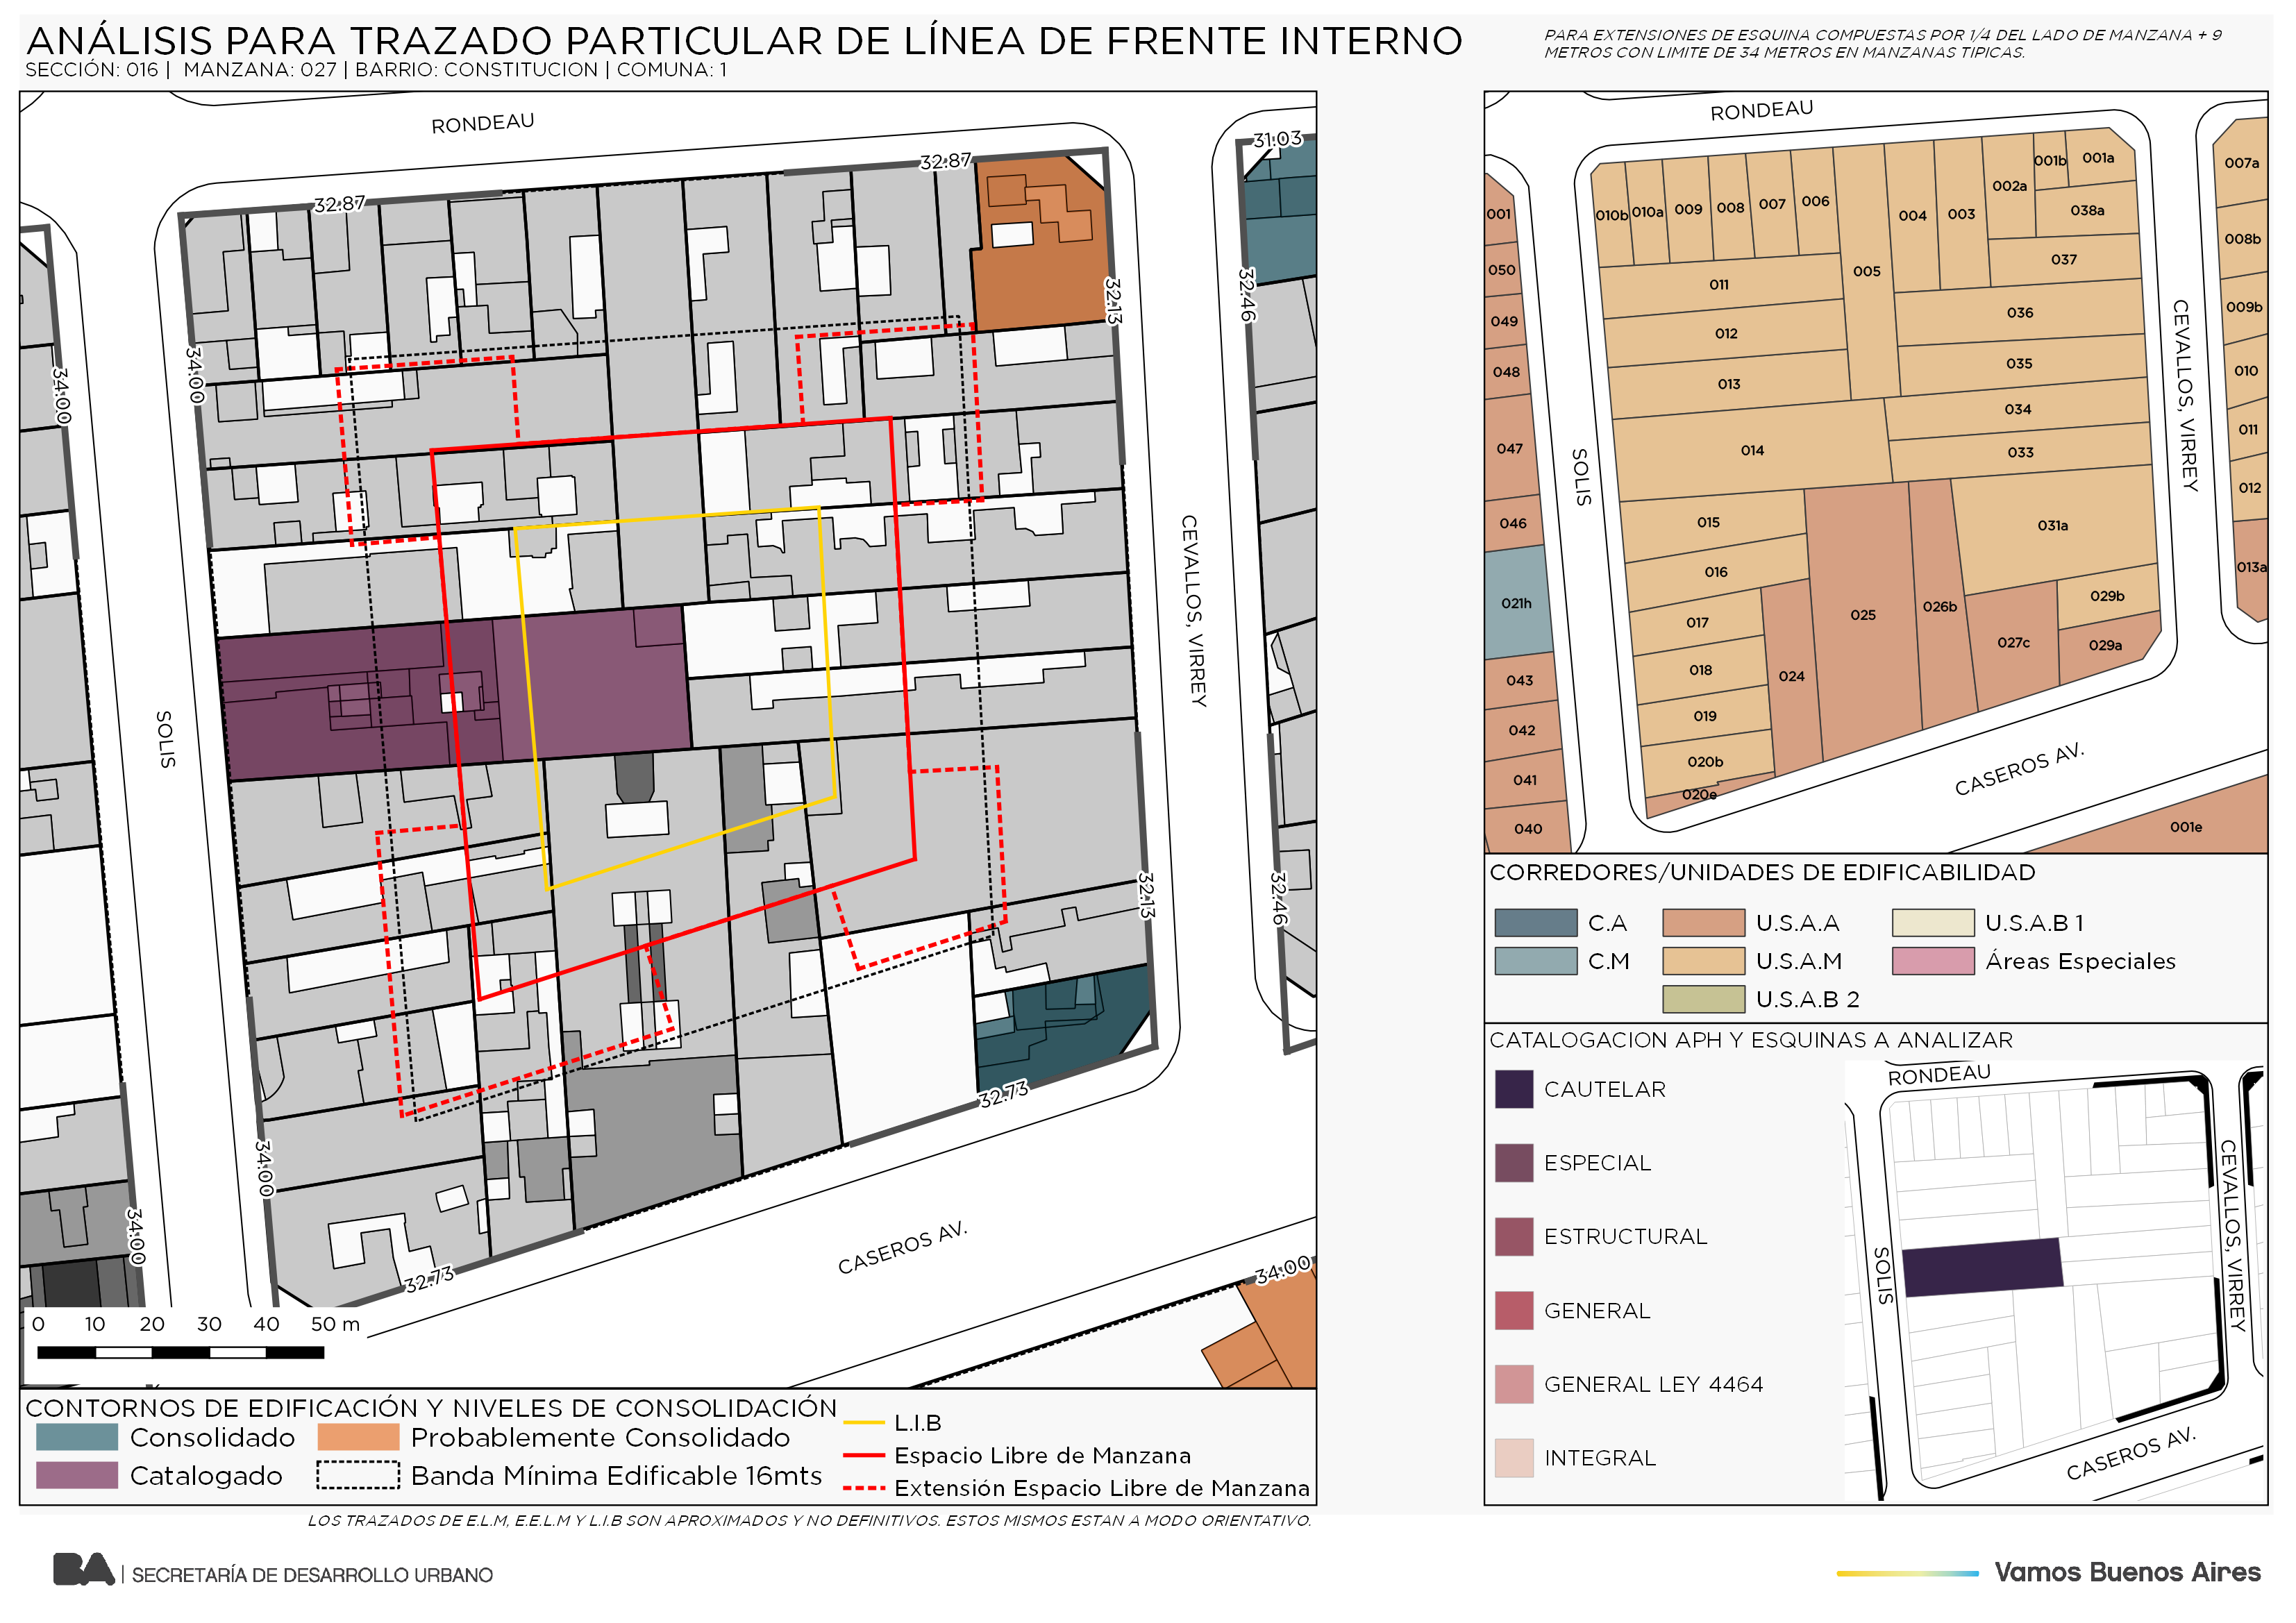 ANÁLISIS PARA TRAZADO PARTICULAR DE LÍNEA DE FRENTE INTERNO
SECCIÓN: 016 | MANZANA: 027 | BARRIO: CONSTITUCION | COMUNA: 1
PARA EXTENSIONES DE ESQUINA COMPUESTAS POR 1/4 DEL LADO DE MANZANA + 9
METROS CON LIMITE DE 34 METROS EN MANZANAS TIPICAS.
RONDEAU
32.87
32.87
31.03
32.13
32.46
34.00
34.00
CEVALLOS, VIRREY
SOLIS
32.13
32.46
34.00
34.00
32.73
32.73
CASEROS AV.
34.00
0 10 20 30 40 50 m
CONTORNOS DE EDIFICACIÓN Y NIVELES DE CONSOLIDACIÓN
Consolidado
Probablemente Consolidado
Catalogado
Banda Mínima Edificable 16mts
L.I.B
Espacio Libre de Manzana
Extensión Espacio Libre de Manzana
LOS TRAZADOS DE E.L.M, E.E.L.M Y L.I.B SON APROXIMADOS Y NO DEFINITIVOS. ESTOS MISMOS ESTAN A MODO ORIENTATIVO.
RONDEAU
001b 001a
007a
002a
010b 010a 009 008 007 006
004 003
038a
001
008b
037
050
005
011
036
009b
049
012
035
010
048
013
034
011
047
014
033
CEVALLOS, VIRREY
SOLIS
012
046
015
031a
016
013a
021h
029b
017
025
026b
027c
029a
018
024
043
019
042
020b
041
020e
CASEROS AV.
040
001e
CORREDORES/UNIDADES DE EDIFICABILIDAD
C.A
U.S.A.A
U.S.A.B 1
C.M
U.S.A.M
Áreas Especiales
U.S.A.B 2
CATALOGACION APH Y ESQUINAS A ANALIZAR
CAUTELAR
ESPECIAL
ESTRUCTURAL
GENERAL
GENERAL LEY 4464
INTEGRAL
RONDEAU
CEVALLOS, VIRREY
SOLIS
CASEROS AV.
BA | SECRETARÍA DE DESARROLLO URBANO
Vamos Buenos Aires